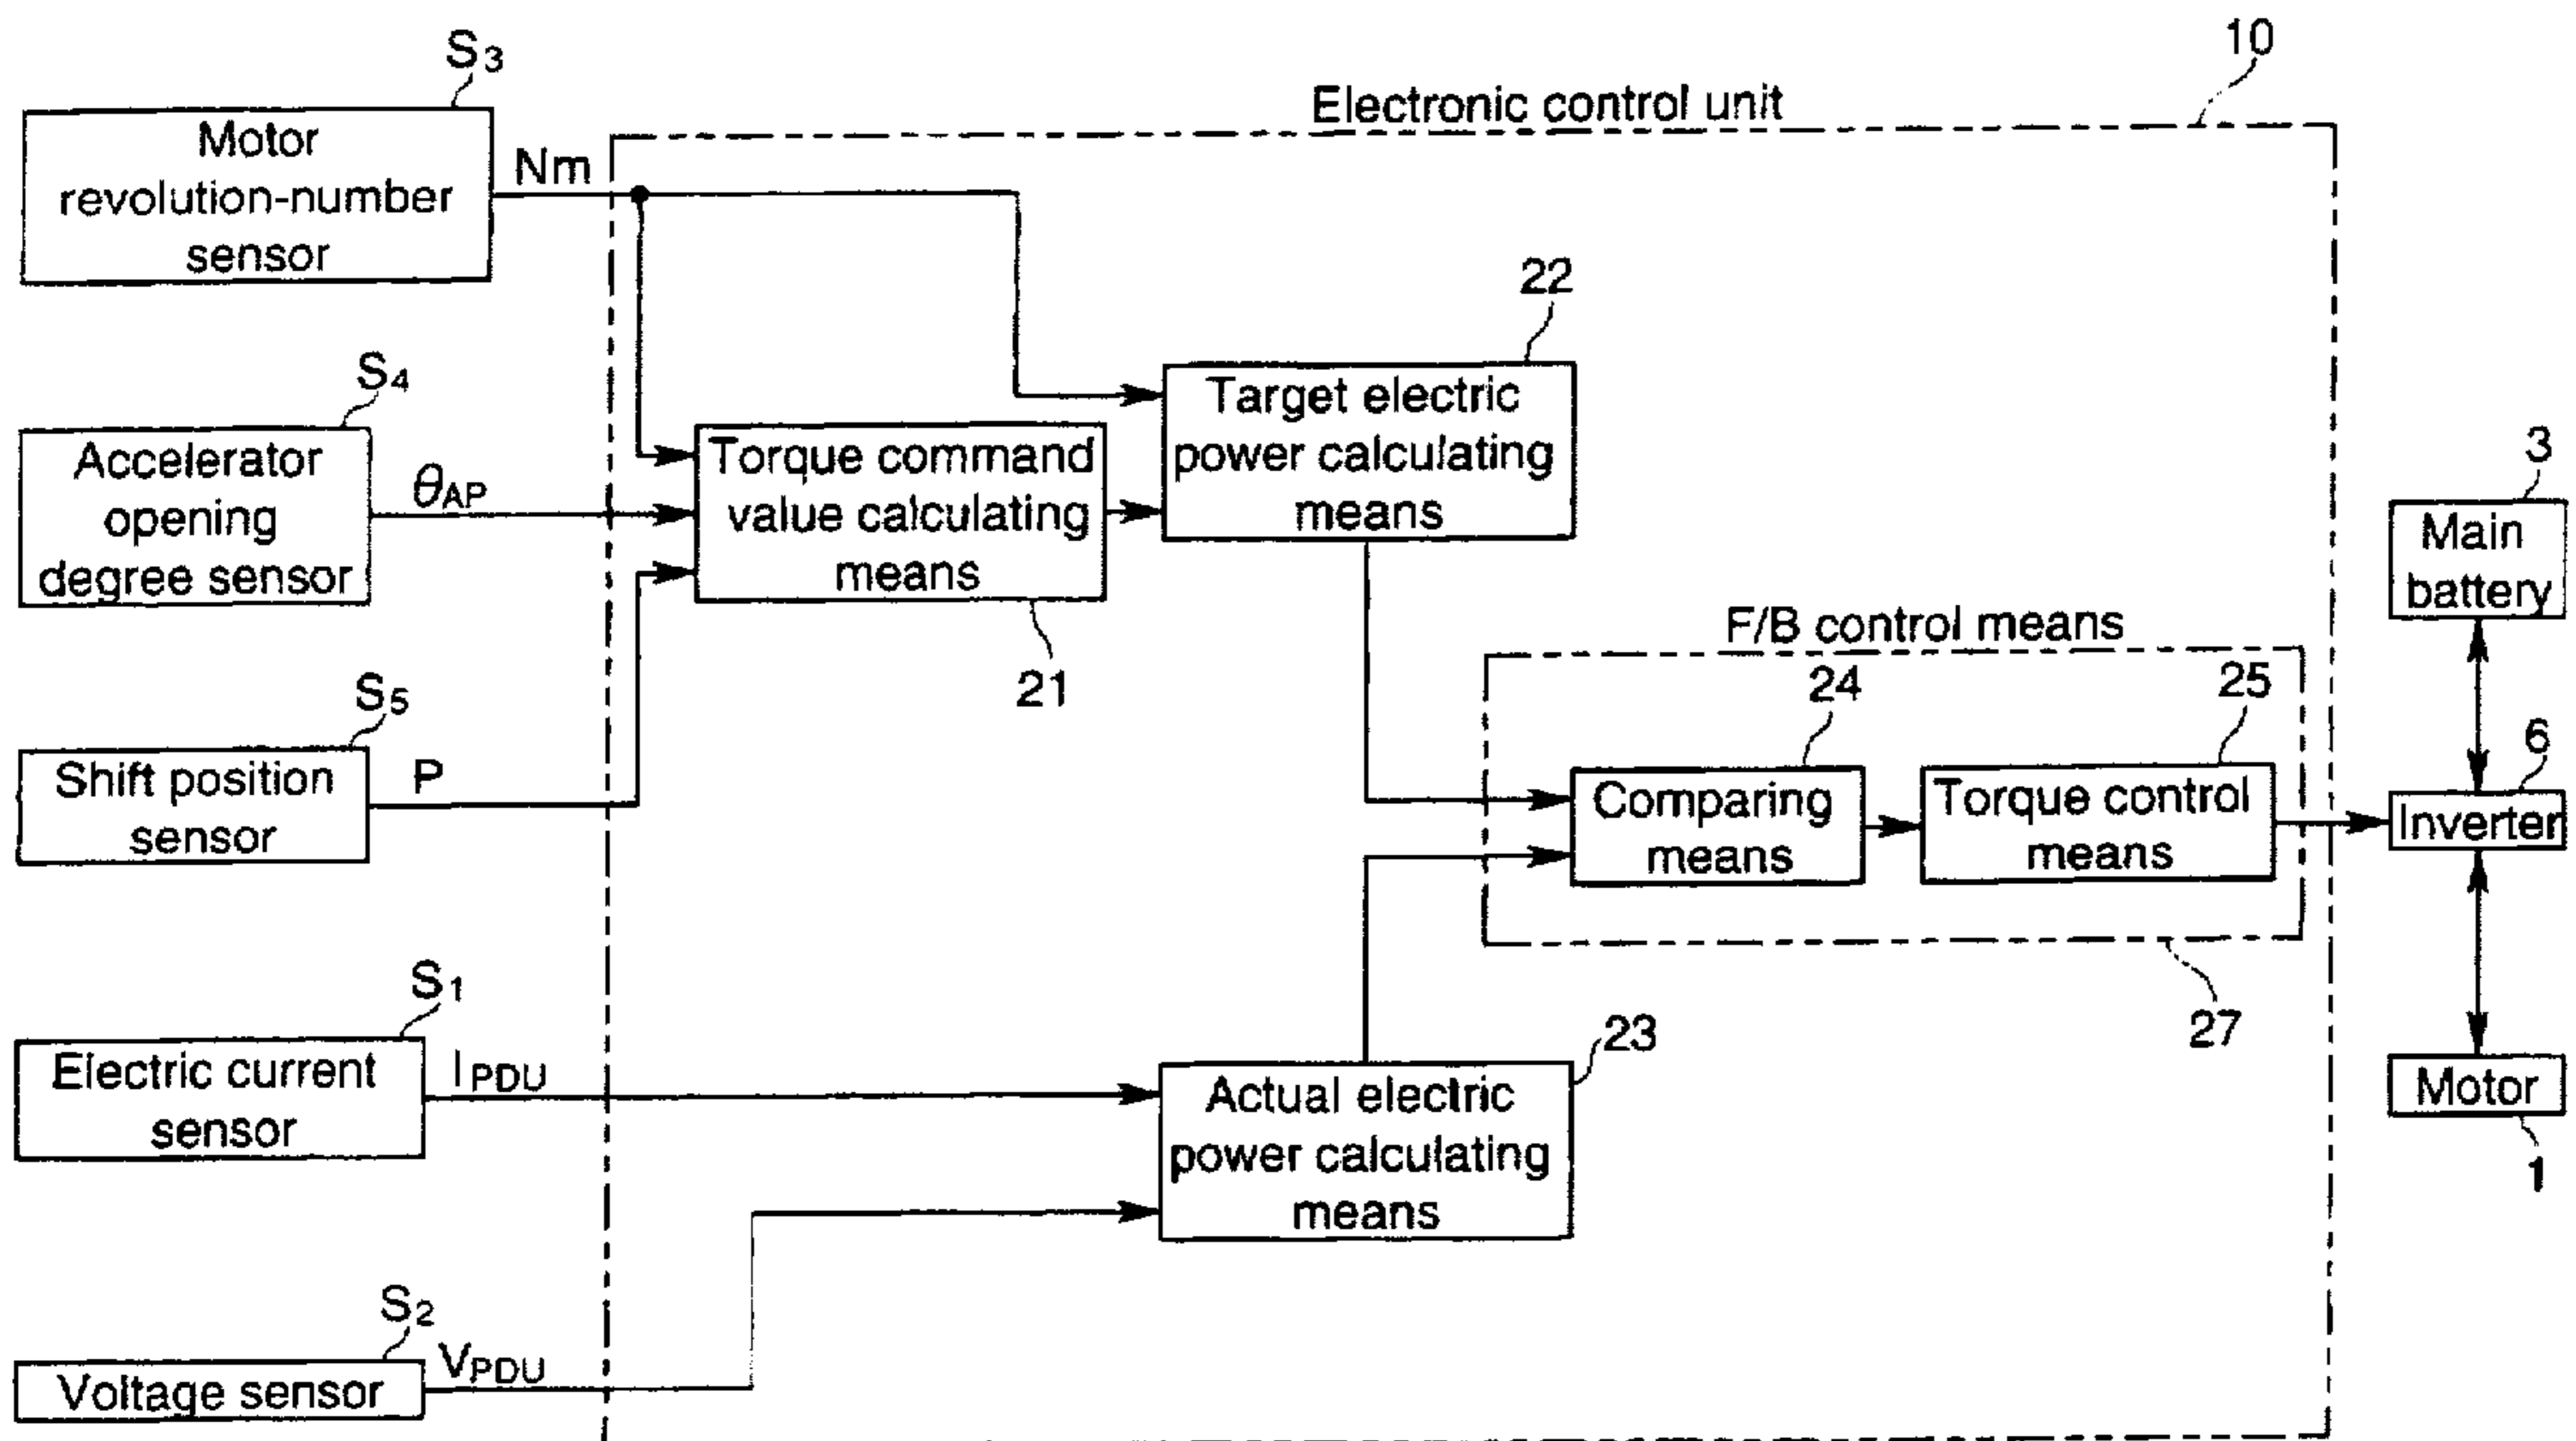 S3
10
Electronic control unit
Motor
revolution-number
sensor
Nm
22
S4
Target electric
power calculating
means
Accelerator
opening
degree sensor
θAP
Torque command
value calculating
means
21
3
Main
battery
F/B control means
S5
24
25
Shift position
sensor
P
Comparing
means
Torque control
means
6
Inverter
27
S1
Electric current
sensor
IPDU
23
Actual electric
power calculating
means
Motor
1
S2
Voltage sensor
VPDU